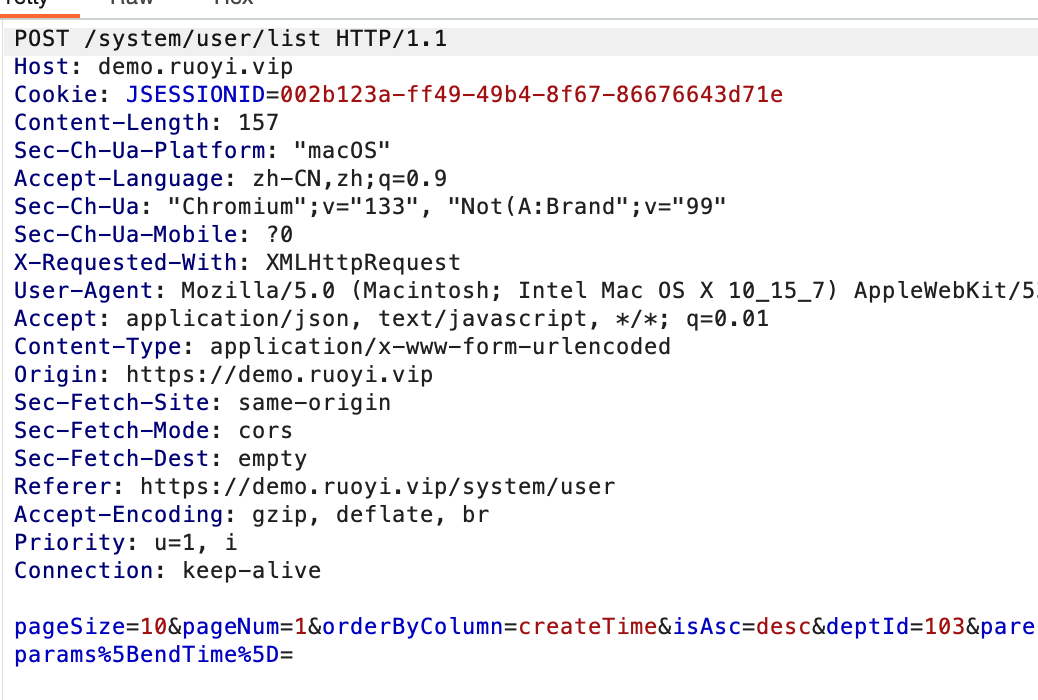 Raw
Hex
POST /system/user/list HTTP/1.1
Host: demo.ruoyi.vip
Cookie: JSESSIONID=002b123a-ff49-49b4-8f67-86676643d71e
Content-Length: 157
Sec-Ch-Ua-Platform: "macOS"
Accept-Language: zh-CN,zh;q=0.9
Sec-Ch-Ua: "Chromium";v="133", "Not(A:Brand";v="99"
Sec-Ch-Ua-Mobile: ?0
X-Requested-With: XMLHttpRequest
User-Agent: Mozilla/5.0 (Macintosh; Intel Mac OS X 10_15_7) AppleWebKit/5
Accept: application/json, text/javascript, */*; q=0.01
Content-Type: application/x-www-form-urlencoded
Origin: https://demo.ruoyi.vip
Sec-Fetch-Site: same-origin
Sec-Fetch-Mode: cors
Sec-Fetch-Dest: empty
Referer: https://demo.ruoyi.vip/system/user
Accept-Encoding: gzip, deflate, br
Priority: u=1, i
Connection: keep-alive
pageSize=10&pageNum=1&orderByColumn=createTime&isAsc=desc&deptId=103&pare
params%5BendTime%5D=